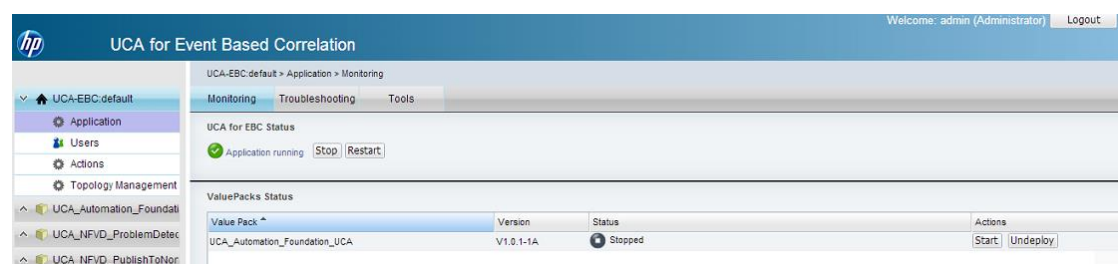 Welcome: admin (Administrator) Logout
hp UCA for Event Based Correlation
UCA-EBC:default > Application > Monitoring
UCA-EBC:default
Monitoring Troubleshooting Tools
Application
UCA for EBC Status
Users
Application running Stop Restart
Actions
Topology Management
ValuePacks Status
UCA_Automation_Foundati
Value Pack Version Status Actions
UCA_NFVD_ProblemDetec
UCA_Automation_Foundation_UCA V1.0.1-1A Stopped Start Undeploy
UCA_NFVD_PublishToNor